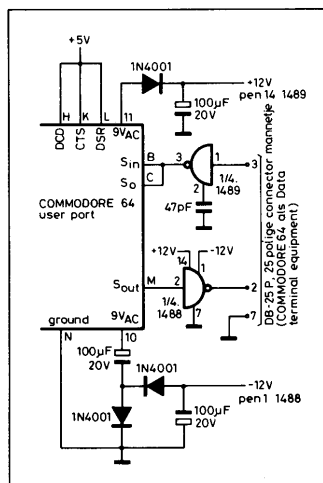 +5V
1N4001
+12V
pen 14 1489
H
K
L
11
100µF
20V
DCD
CTS
DSR
9VAC
Sin
B
3
1
3
So
C
2
1/4.
1489
COMMODORE 64
user port
47pF
+12V
-12V
14
1
Sout
M
2
2
1/4.
1488
7
7
ground
9VAC
N
10
100µF
20V
1N4001
-12V
pen 1 1488
1N4001
100µF
20V
DB-25 P, 25 polige connector mannetje
(COMMODORE 64 als Data
terminal equipment)